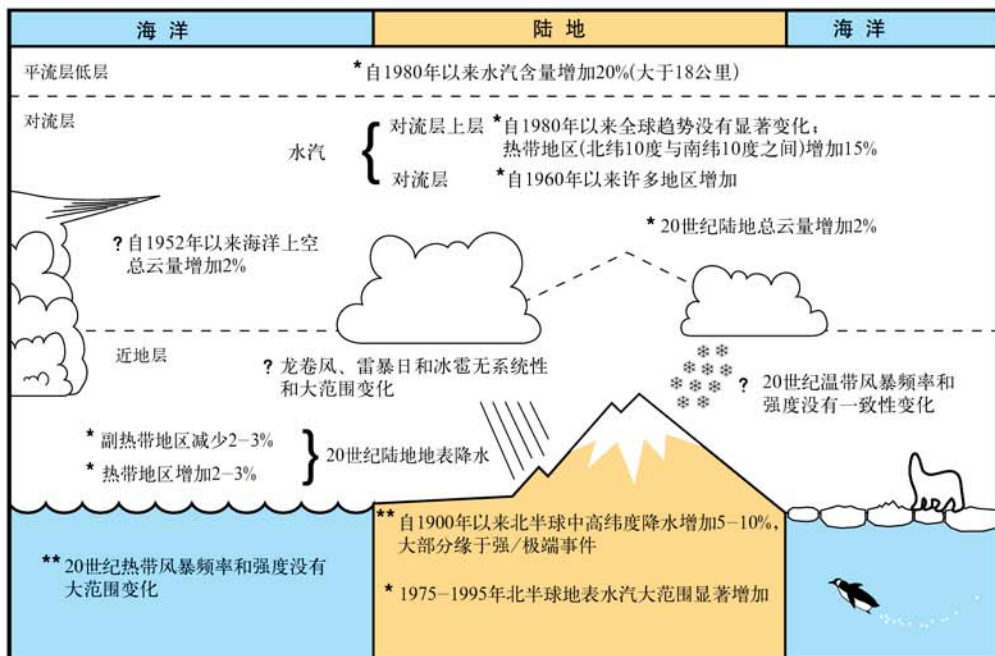 海洋
陆地
海洋
平流层低层
*自1980年以来水汽含量增加20%(大于18公里)
对流层
水汽
对流层上层
*自1980年以来全球趋势没有显著变化；
热带地区(北纬10度与南纬10度之间)增加15%
对流层
*自1960年以来许多地区增加
*20世纪陆地总云量增加2%
?自1952年以来海洋上空
总云量增加2%
近地层
?龙卷风、雷暴日和冰雹无系统性
和大范围变化
?20世纪温带风暴频率和
强度没有一致性变化
*副热带地区减少2−3%
*热带地区增加2−3%
20世纪陆地地表降水
**自1900年以来北半球中高纬度降水增加5−10%，
大部分缘于强/极端事件
**20世纪热带风暴频率和强度没有
大范围变化
*1975−1995年北半球地表水汽大范围显著增加